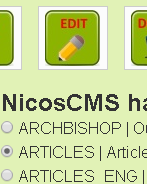 EDIT
D
NicosCMS ha
ARCHBISHOP | O
ARTICLES | Article
ARTICLES_ENG |